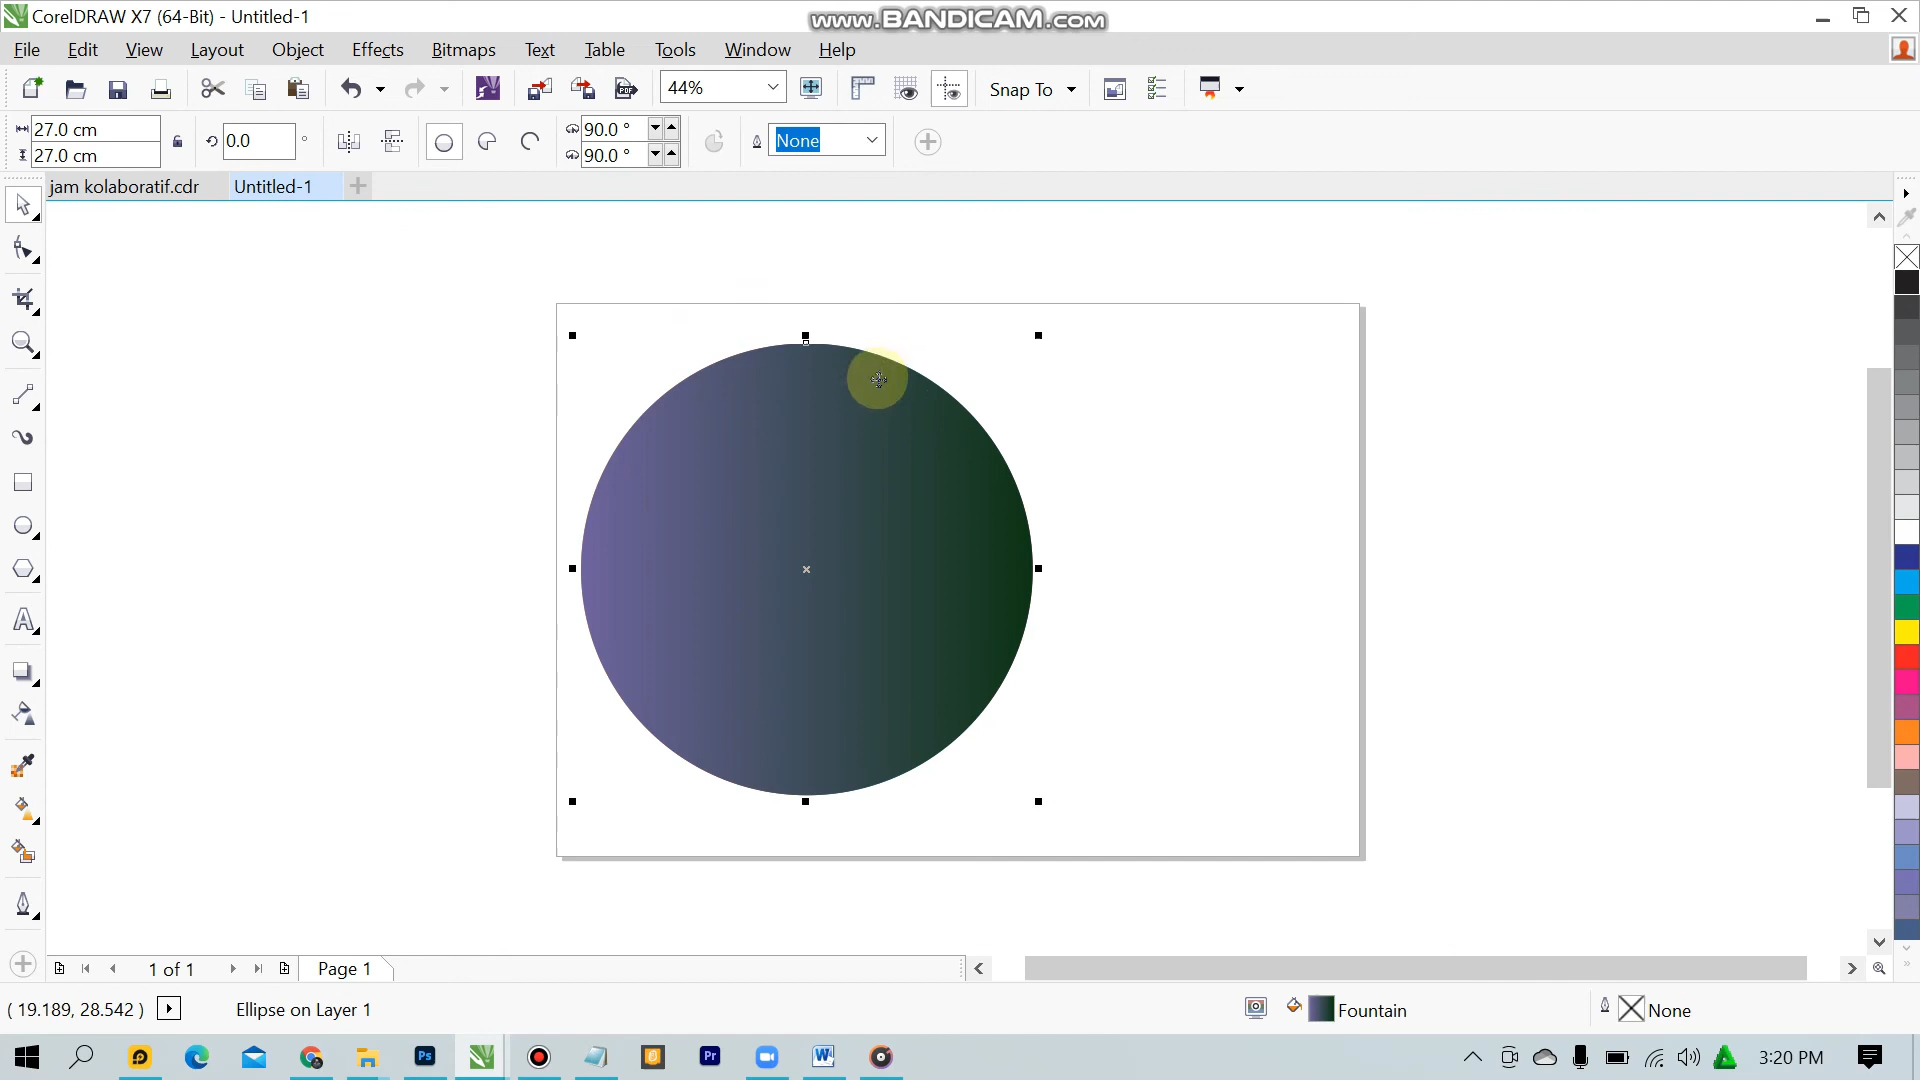 CorelDRAW X7 (64-Bit) - Untitled-1
www.BANDICAM.com
File Edit View Layout Object Effects Bitmaps Text Table Tools Window Help
PDF 44% Snap To
27.0 cm
27.0 cm
0.0 °
90.0 °
90.0 °
None
jam kolaboratif.cdr Untitled-1
1 of 1 Page 1
( 19.189, 28.542 ) Ellipse on Layer 1 Fountain None
Ps Pr W 3:20 PM